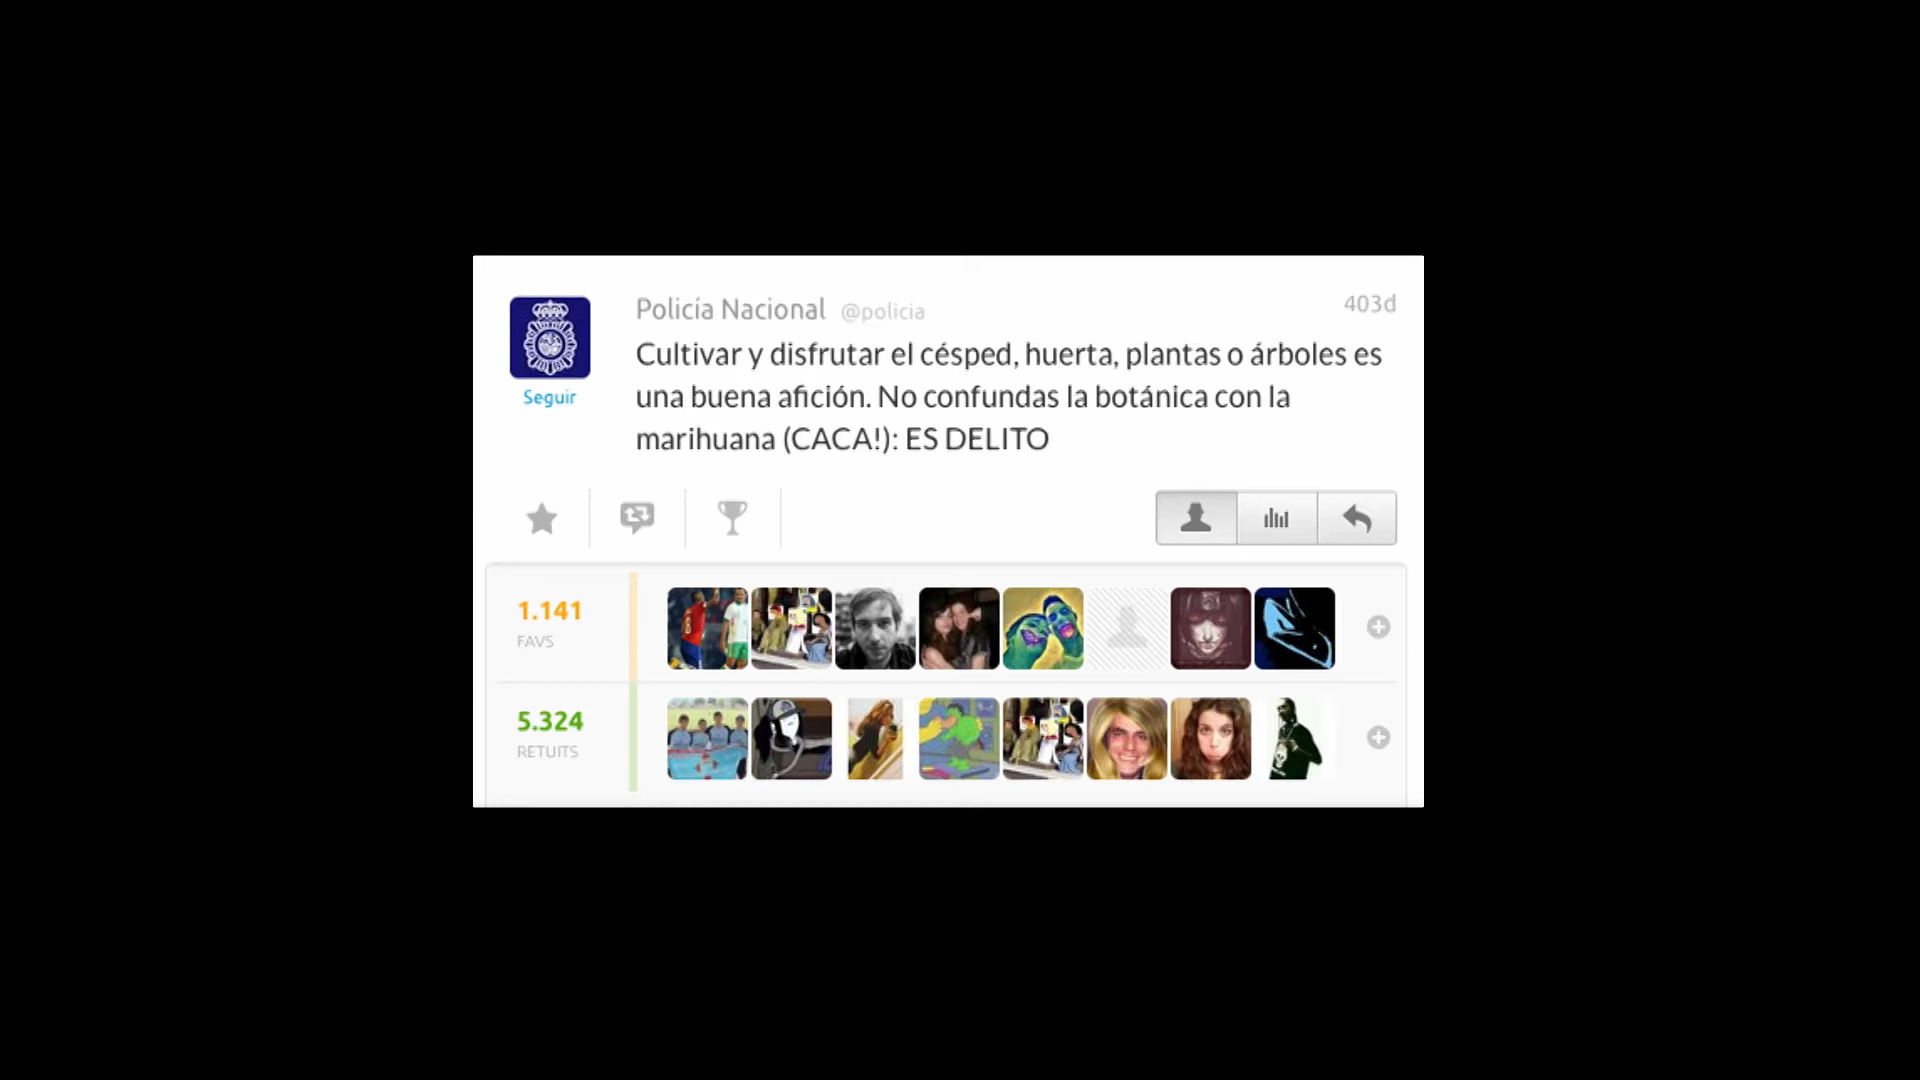 Policía Nacional @policia 403d
Cultivar y disfrutar el césped, huerta, plantas o árboles es
una buena afición. No confundas la botánica con la
marihuana (CACA!): ES DELITO
Seguir
1.141
FAVS
5.324
RETUITS